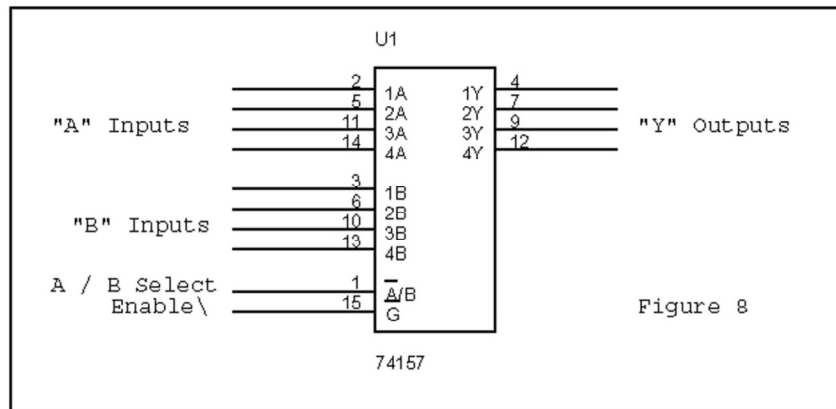 U1
2 1A 1Y 4
5 2A 2Y 7
"A" Inputs 11 3A 3Y 9 "Y" Outputs
14 4A 4Y 12
3 1B
6 2B
"B" Inputs 10 3B
13 4B
A / B Select 1 A̅/B
Enable\ 15 G̅ Figure 8
74157